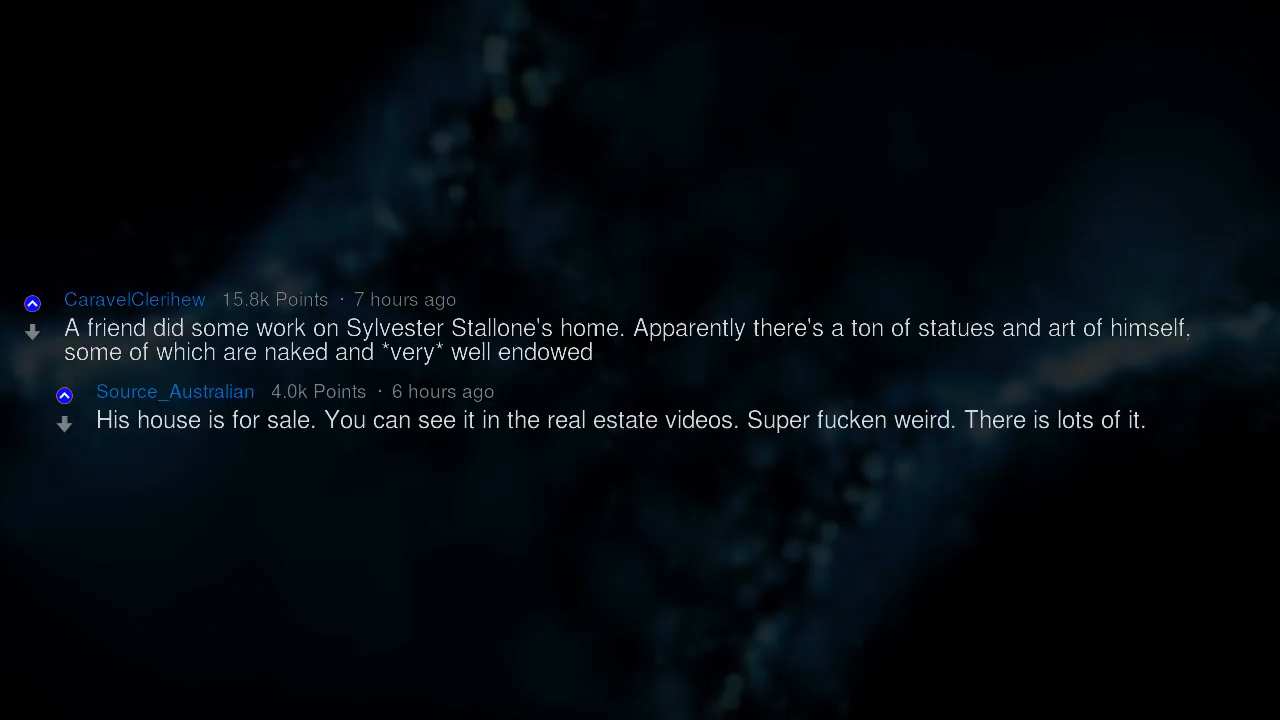 CaravelClerihew 15.8k Points · 7 hours ago
A friend did some work on Sylvester Stallone's home. Apparently there's a ton of statues and art of himself,
some of which are naked and *very* well endowed
Source_Australian 4.0k Points · 6 hours ago
His house is for sale. You can see it in the real estate videos. Super fucken weird. There is lots of it.